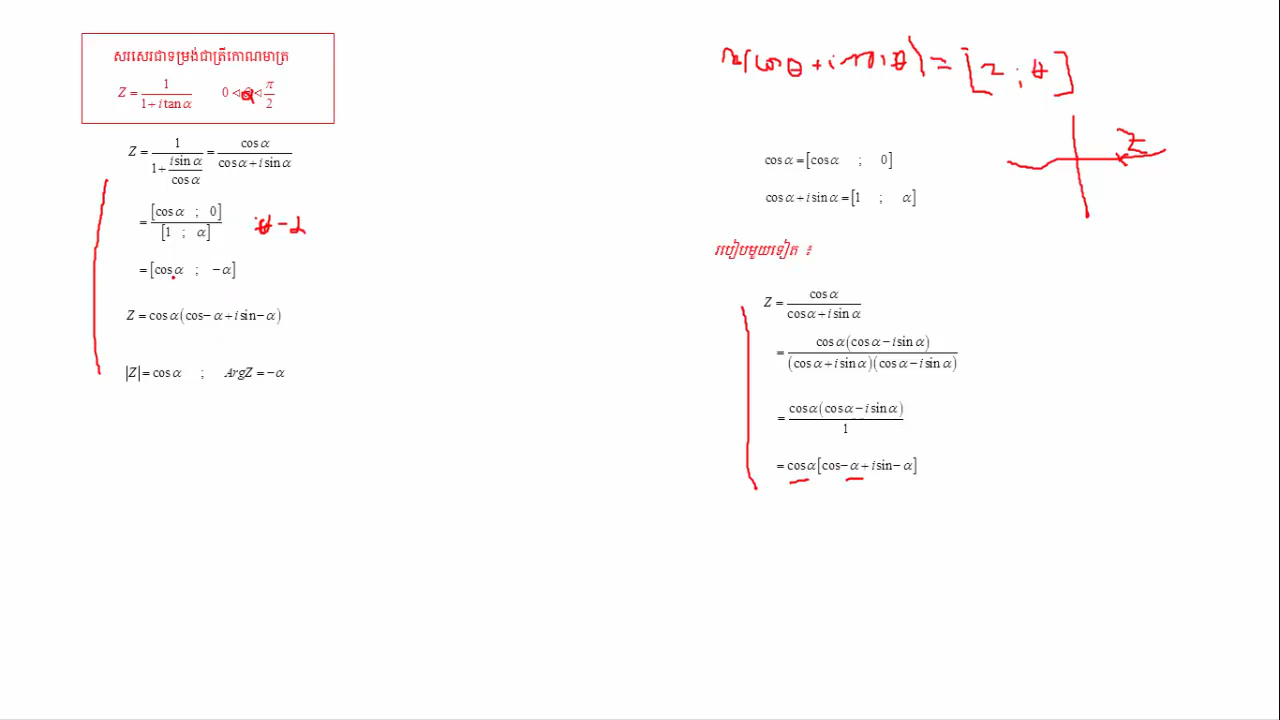 សរសេរជាទម្រង់ជាត្រីកោណមាត្រ
Z = 1/(1+i tan α)   0 ⊲ α ⊲ π/2
Z = 1/(1+ i sin α/cos α) = cos α/(cos α + i sin α)
= [cos α ; 0]/[1 ; α]
= [cos α ; −α]
Z = cos α(cos−α + i sin−α)
|Z| = cos α ; ArgZ = −α
cos α = [cos α ; 0]
cos α + i sin α = [1 ; α]
របៀបមួយទៀត ៖
Z = cos α/(cos α + i sin α)
= cos α(cos α − i sin α)/(cos α + i sin α)(cos α − i sin α)
= cos α(cos α − i sin α)/1
= cos α[cos−α + i sin−α]